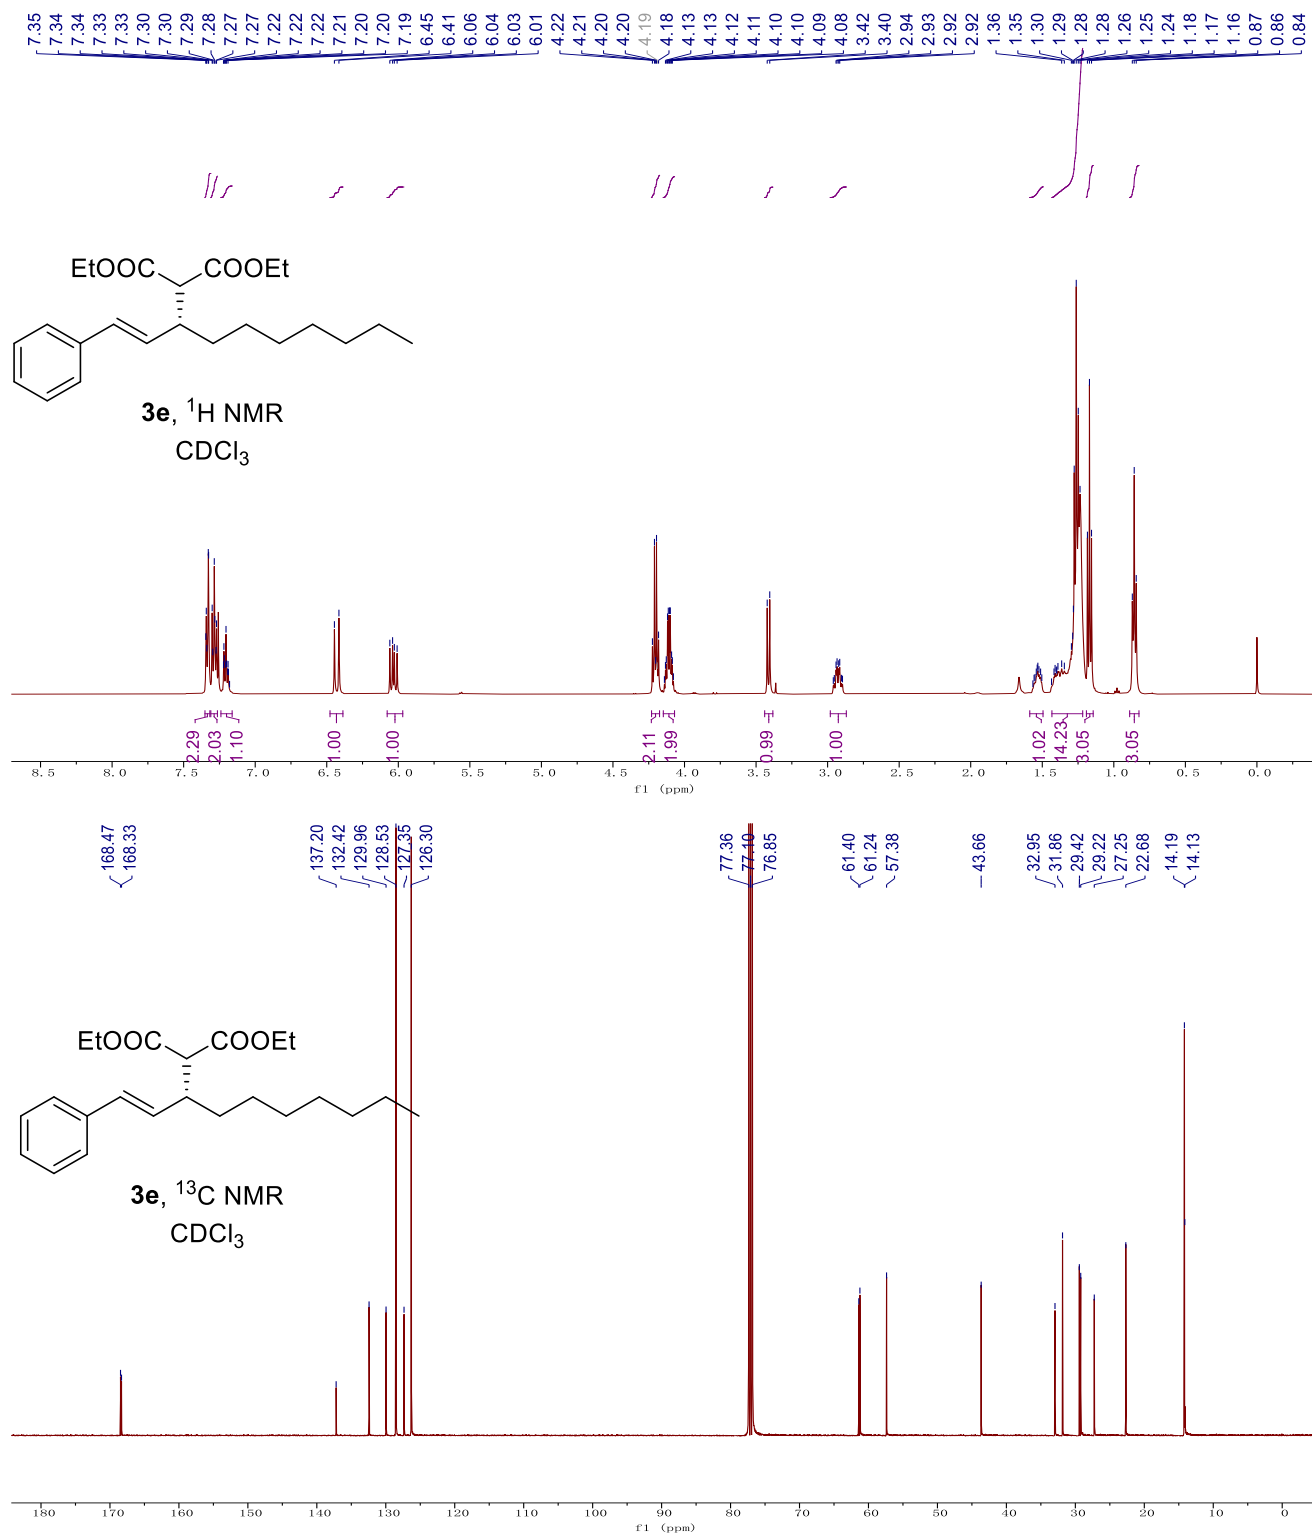 7.35 7.34 7.34 7.33 7.33 7.30 7.30 7.29 7.28 7.27 7.27 7.22 7.22 7.22 7.21 7.20 7.20 7.19 6.45 6.41 6.06 6.04 6.03 6.01 4.22 4.21 4.20 4.20 4.19 4.18 4.13 4.13 4.12 4.11 4.10 4.10 4.09 4.08 3.42 3.40 2.94 2.93 2.92 2.92 1.36 1.35 1.30 1.29 1.28 1.28 1.26 1.25 1.24 1.18 1.17 1.16 0.87 0.86 0.84
EtOOC COOEt
3e, ¹H NMR
CDCl₃
2.29 2.03 1.10 1.00 1.00 2.11 1.99 0.99 1.00 1.02 14.23 3.05 3.05
8.5 8.0 7.5 7.0 6.5 6.0 5.5 5.0 4.5 4.0 3.5 3.0 2.5 2.0 1.5 1.0 0.5 0.0
f1 (ppm)
168.47 168.33 137.20 132.42 129.96 128.53 127.35 126.30 77.36 77.10 76.85 61.40 61.24 57.38 43.66 32.95 31.86 29.42 29.22 27.25 22.68 14.19 14.13
EtOOC COOEt
3e, ¹³C NMR
CDCl₃
180 170 160 150 140 130 120 110 100 90 80 70 60 50 40 30 20 10 0
f1 (ppm)